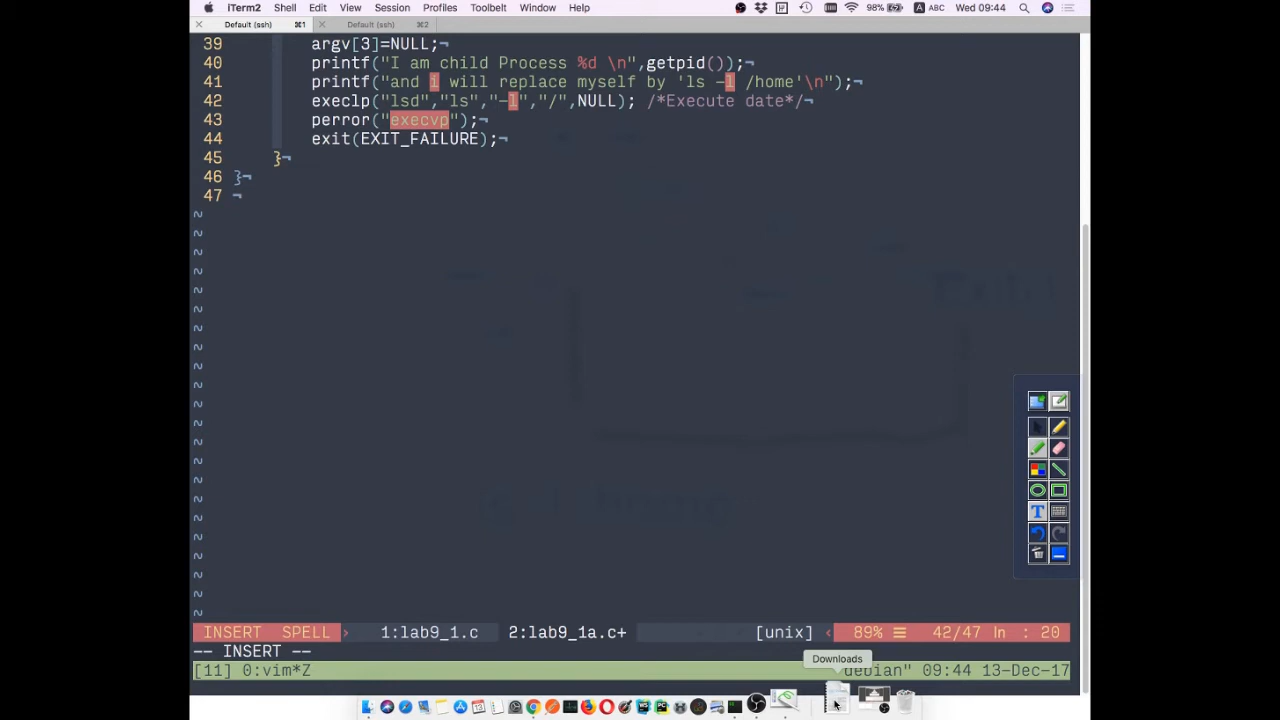 iTerm2 Shell Edit View Session Profiles Toolbelt Window Help 98% ABC Wed 09:44
Default (ssh) ⌘1 Default (ssh) ⌘2
39 argv[3]=NULL;¬
40 printf("I am child Process %d \n",getpid());¬
41 printf("and i will replace myself by 'ls -l /home'\n");¬
42 execlp("lsd","ls","-l","/",NULL); /*Execute date*/¬
43 perror("execvp");¬
44 exit(EXIT_FAILURE);¬
45 }¬
46 }¬
47 ¬
INSERT SPELL 1:lab9_1.c 2:lab9_1a.c+ [unix] 89% ☰ 42/47 ln : 20
-- INSERT --
Downloads
[11] 0:vim*Z debian" 09:44 13-Dec-17